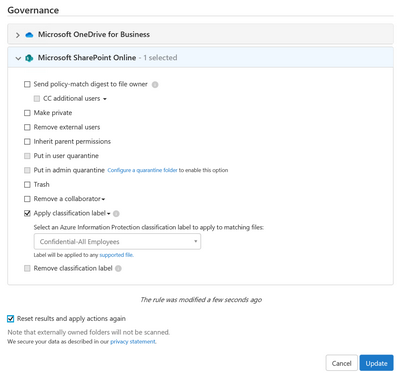 Governance
Microsoft OneDrive for Business
Microsoft SharePoint Online - 1 selected
Send policy-match digest to file owner
CC additional users
Make private
Remove external users
Inherit parent permissions
Put in user quarantine
Put in admin quarantine Configure a quarantine folder to enable this option
Trash
Remove a collaborator
Apply classification label
Select an Azure Information Protection classification label to apply to matching files:
Confidential-All Employees
Label will be applied to any supported file.
Remove classification label
The rule was modified a few seconds ago
Reset results and apply actions again
Note that externally owned folders will not be scanned.
We secure your data as described in our privacy statement.
Cancel Update